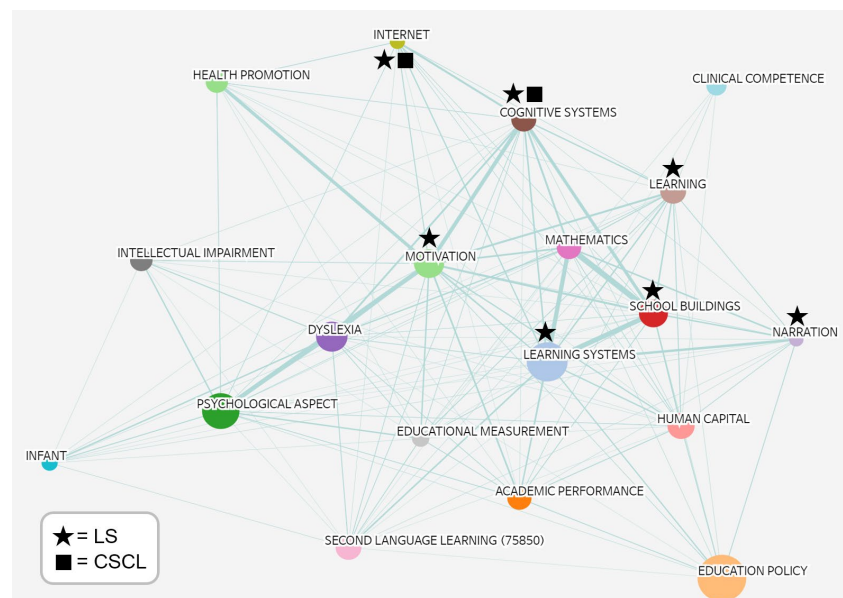 INTERNET
HEALTH PROMOTION
CLINICAL COMPETENCE
COGNITIVE SYSTEMS
LEARNING
MATHEMATICS
INTELLECTUAL IMPAIRMENT
MOTIVATION
SCHOOL BUILDINGS
DYSLEXIA
NARRATION
LEARNING SYSTEMS
PSYCHOLOGICAL ASPECT
HUMAN CAPITAL
EDUCATIONAL MEASUREMENT
INFANT
ACADEMIC PERFORMANCE
= LS
= CSCL
SECOND LANGUAGE LEARNING (75850)
EDUCATION POLICY